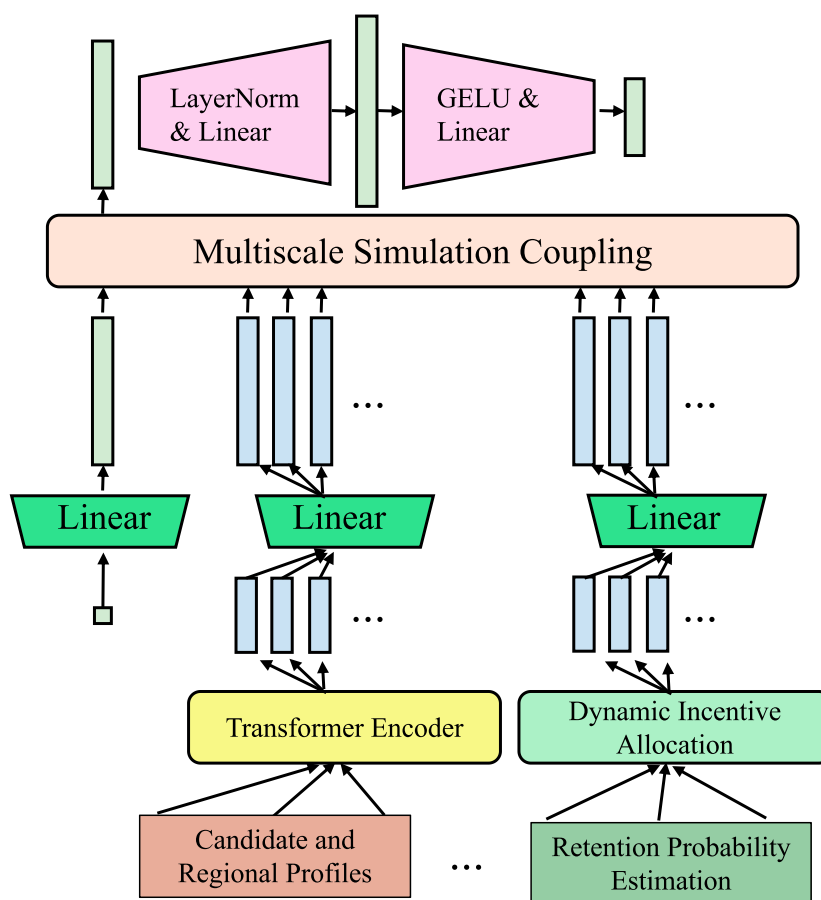 LayerNorm
& Linear
GELU &
Linear
Multiscale Simulation Coupling
...
...
Linear
Linear
Linear
...
...
Transformer Encoder
Dynamic Incentive
Allocation
Candidate and
Regional Profiles
...
Retention Probability
Estimation